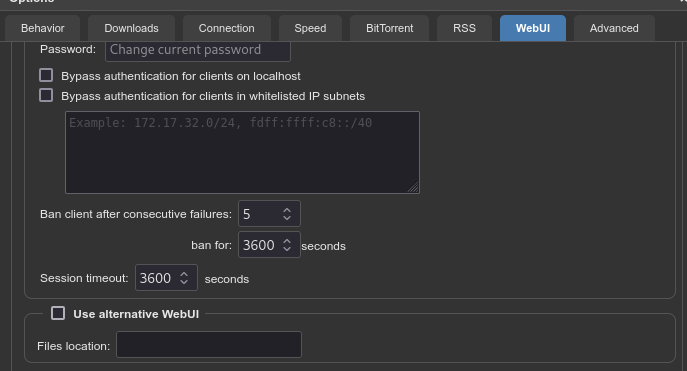 Options
Behavior Downloads Connection Speed BitTorrent RSS WebUI Advanced
Password: Change current password
Bypass authentication for clients on localhost
Bypass authentication for clients in whitelisted IP subnets
Example: 172.17.32.0/24, fdff:ffff:c8::/40
Ban client after consecutive failures: 5
ban for: 3600 seconds
Session timeout: 3600 seconds
Use alternative WebUI
Files location: